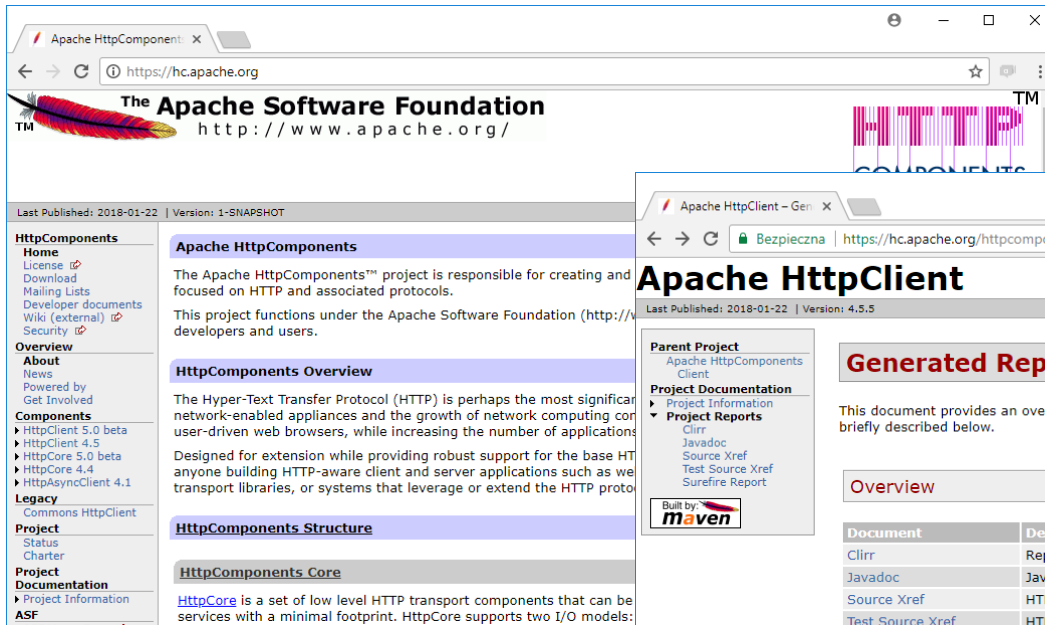 Apache HttpCompone
https://hc.apache.org
The Apache Software Foundation
http://www.apache.org/
TM
HTTP
TM
COMPONENTS
Last Published: 2018-01-22 | Version: 1-SNAPSHOT
HttpComponents
Home
License
Download
Mailing Lists
Developer documents
Wiki (external)
Security
Overview
About
News
Powered by
Get Involved
Components
HttpClient 5.0 beta
HttpClient 4.5
HttpCore 5.0 beta
HttpCore 4.4
HttpAsyncClient 4.1
Legacy
Commons HttpClient
Project
Status
Charter
Project
Documentation
Project Information
ASF
Apache HttpComponents
The Apache HttpComponents™ project is responsible for creating and
focused on HTTP and associated protocols.
This project functions under the Apache Software Foundation (http://w
developers and users.
HttpComponents Overview
The Hyper-Text Transfer Protocol (HTTP) is perhaps the most significan
network-enabled appliances and the growth of network computing con
user-driven web browsers, while increasing the number of applications
Designed for extension while providing robust support for the base HT
anyone building HTTP-aware client and server applications such as we
transport libraries, or systems that leverage or extend the HTTP proto
HttpComponents Structure
HttpComponents Core
HttpCore is a set of low level HTTP transport components that can be
services with a minimal footprint. HttpCore supports two I/O models:
Apache HttpClient – Gen
Bezpieczna https://hc.apache.org/httpcompo
Apache HttpClient
Last Published: 2018-01-22 | Version: 4.5.5
Parent Project
Apache HttpComponents
Client
Project Documentation
Project Information
Project Reports
Clirr
Javadoc
Source Xref
Test Source Xref
Surefire Report
Built by:
maven
Generated Rep
This document provides an ove
briefly described below.
Overview
Document De
Clirr Rep
Javadoc Jav
Source Xref HT
Test Source Xref HT